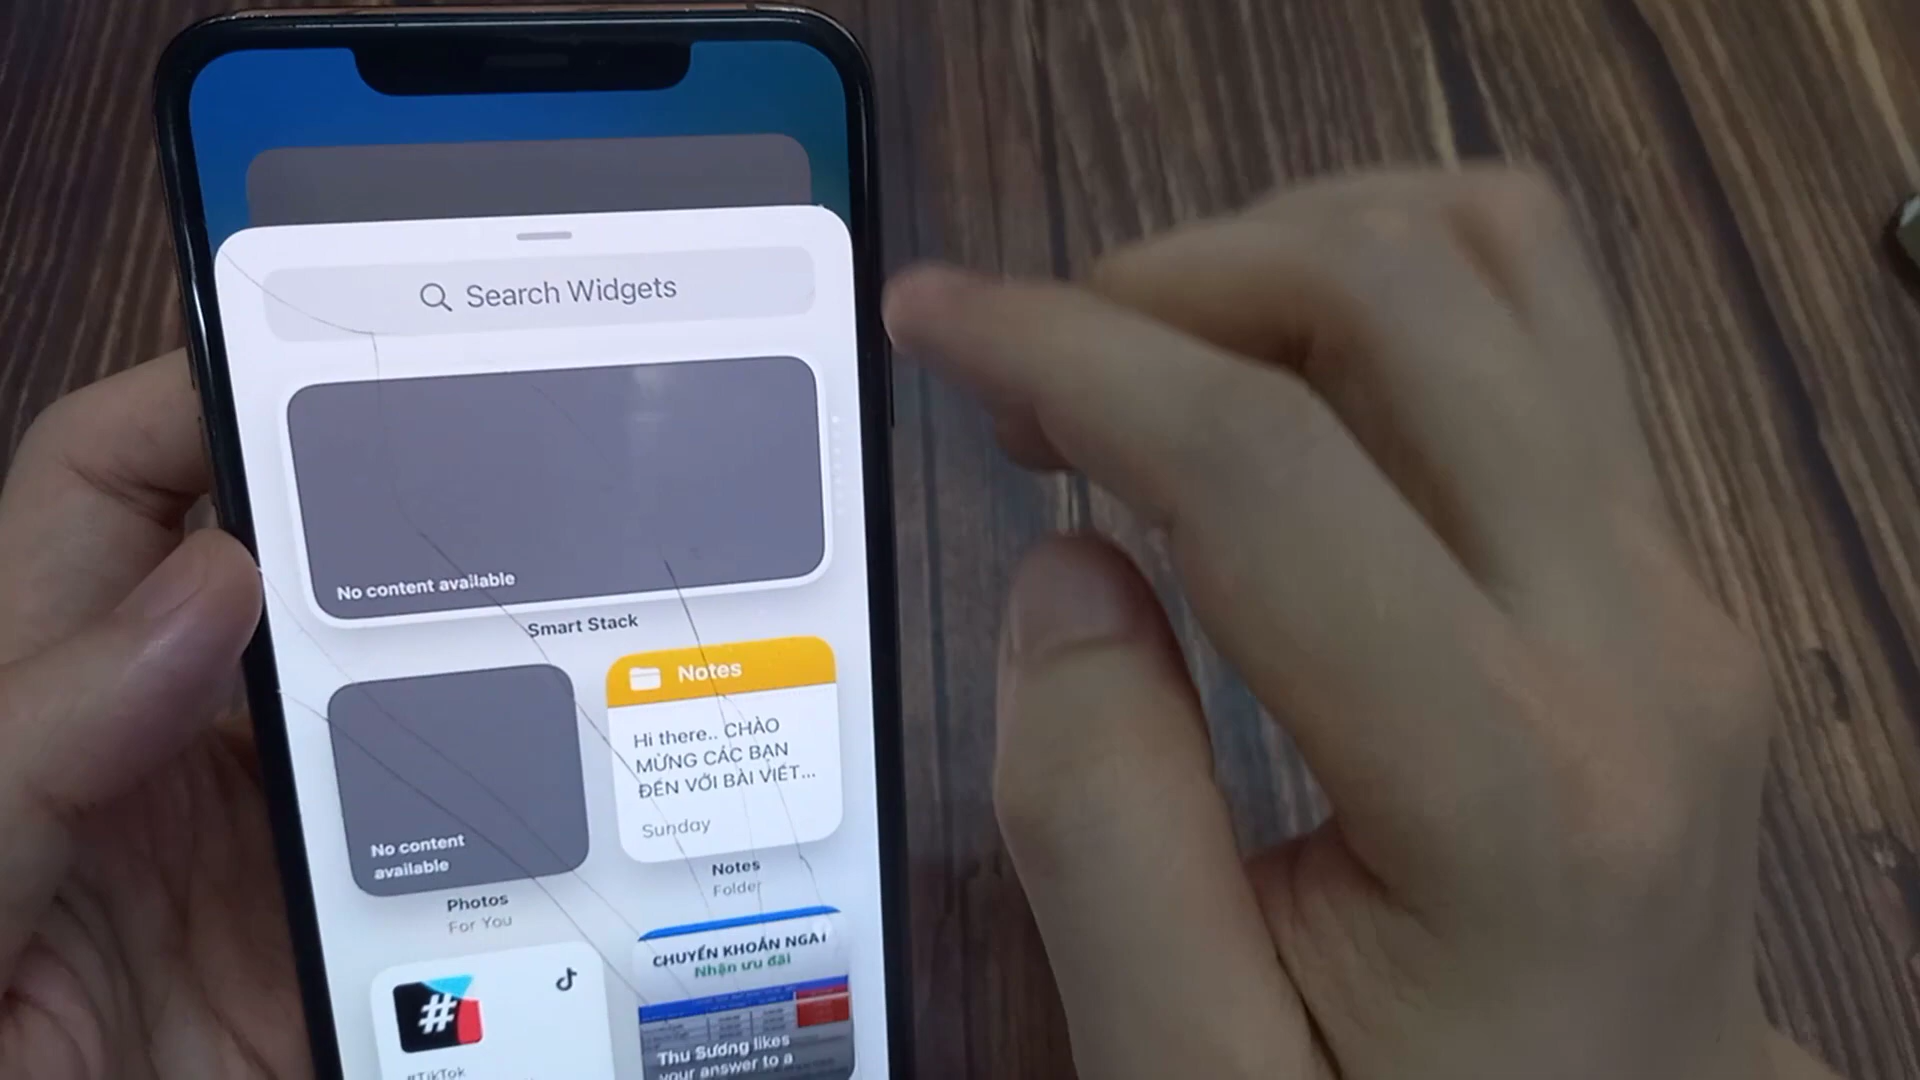 Search Widgets
No content available
Smart Stack
No content
available
Photos
For You
Notes
Hi there.. CHÀO
MỪNG CÁC BẠN
ĐẾN VỚI BÀI VIẾT...
Sunday
Notes
Folder
#
#TikTok
CHUYỂN KHOẢN NGA
Nhận ưu đãi
Thu Sương likes
your answer to a